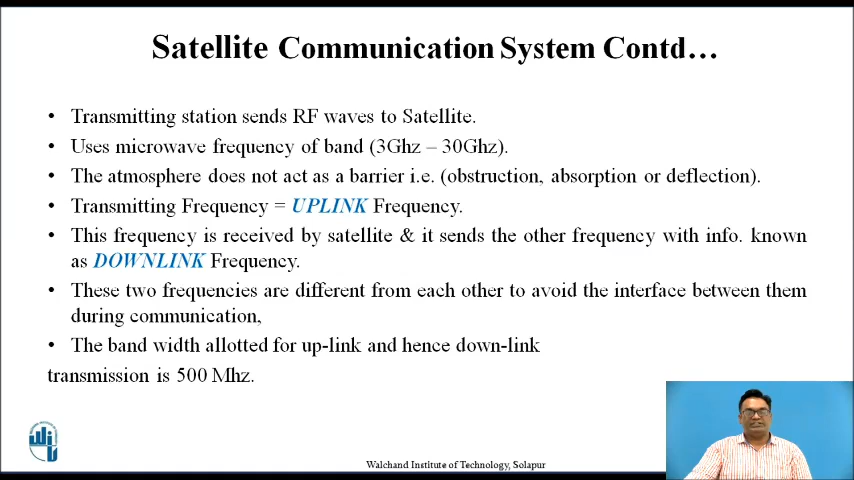 Satellite Communication System Contd…
• Transmitting station sends RF waves to Satellite.
• Uses microwave frequency of band (3Ghz – 30Ghz).
• The atmosphere does not act as a barrier i.e. (obstruction, absorption or deflection).
• Transmitting Frequency = UPLINK Frequency.
• This frequency is received by satellite & it sends the other frequency with info. known
as DOWNLINK Frequency.
• These two frequencies are different from each other to avoid the interface between them
during communication,
• The band width allotted for up-link and hence down-link
transmission is 500 Mhz.
Walchand Institute of Technology, Solapur